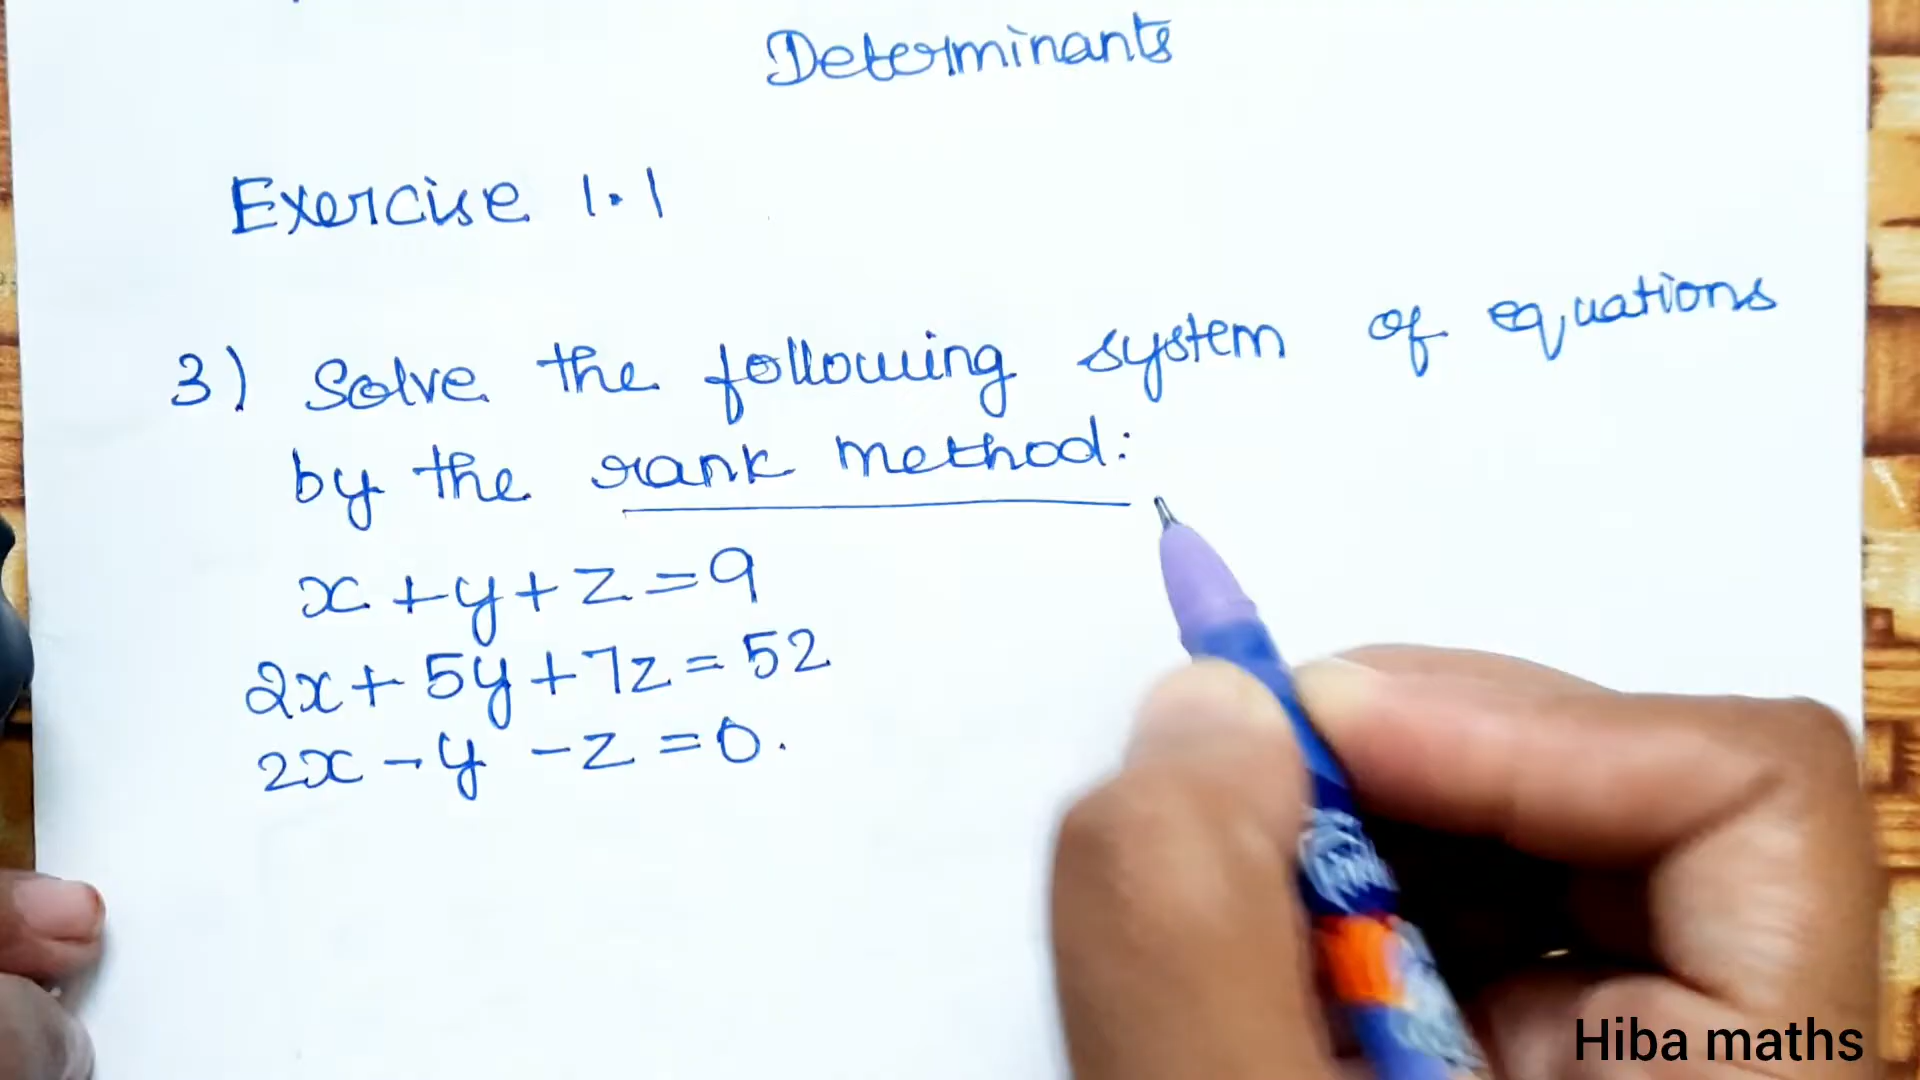 Determinants
Exercise 1.1
3) Solve the following system of equations
by the rank method:
x + y + z = 9
2x + 5y + 7z = 52
2x - y - z = 0.
Hiba maths